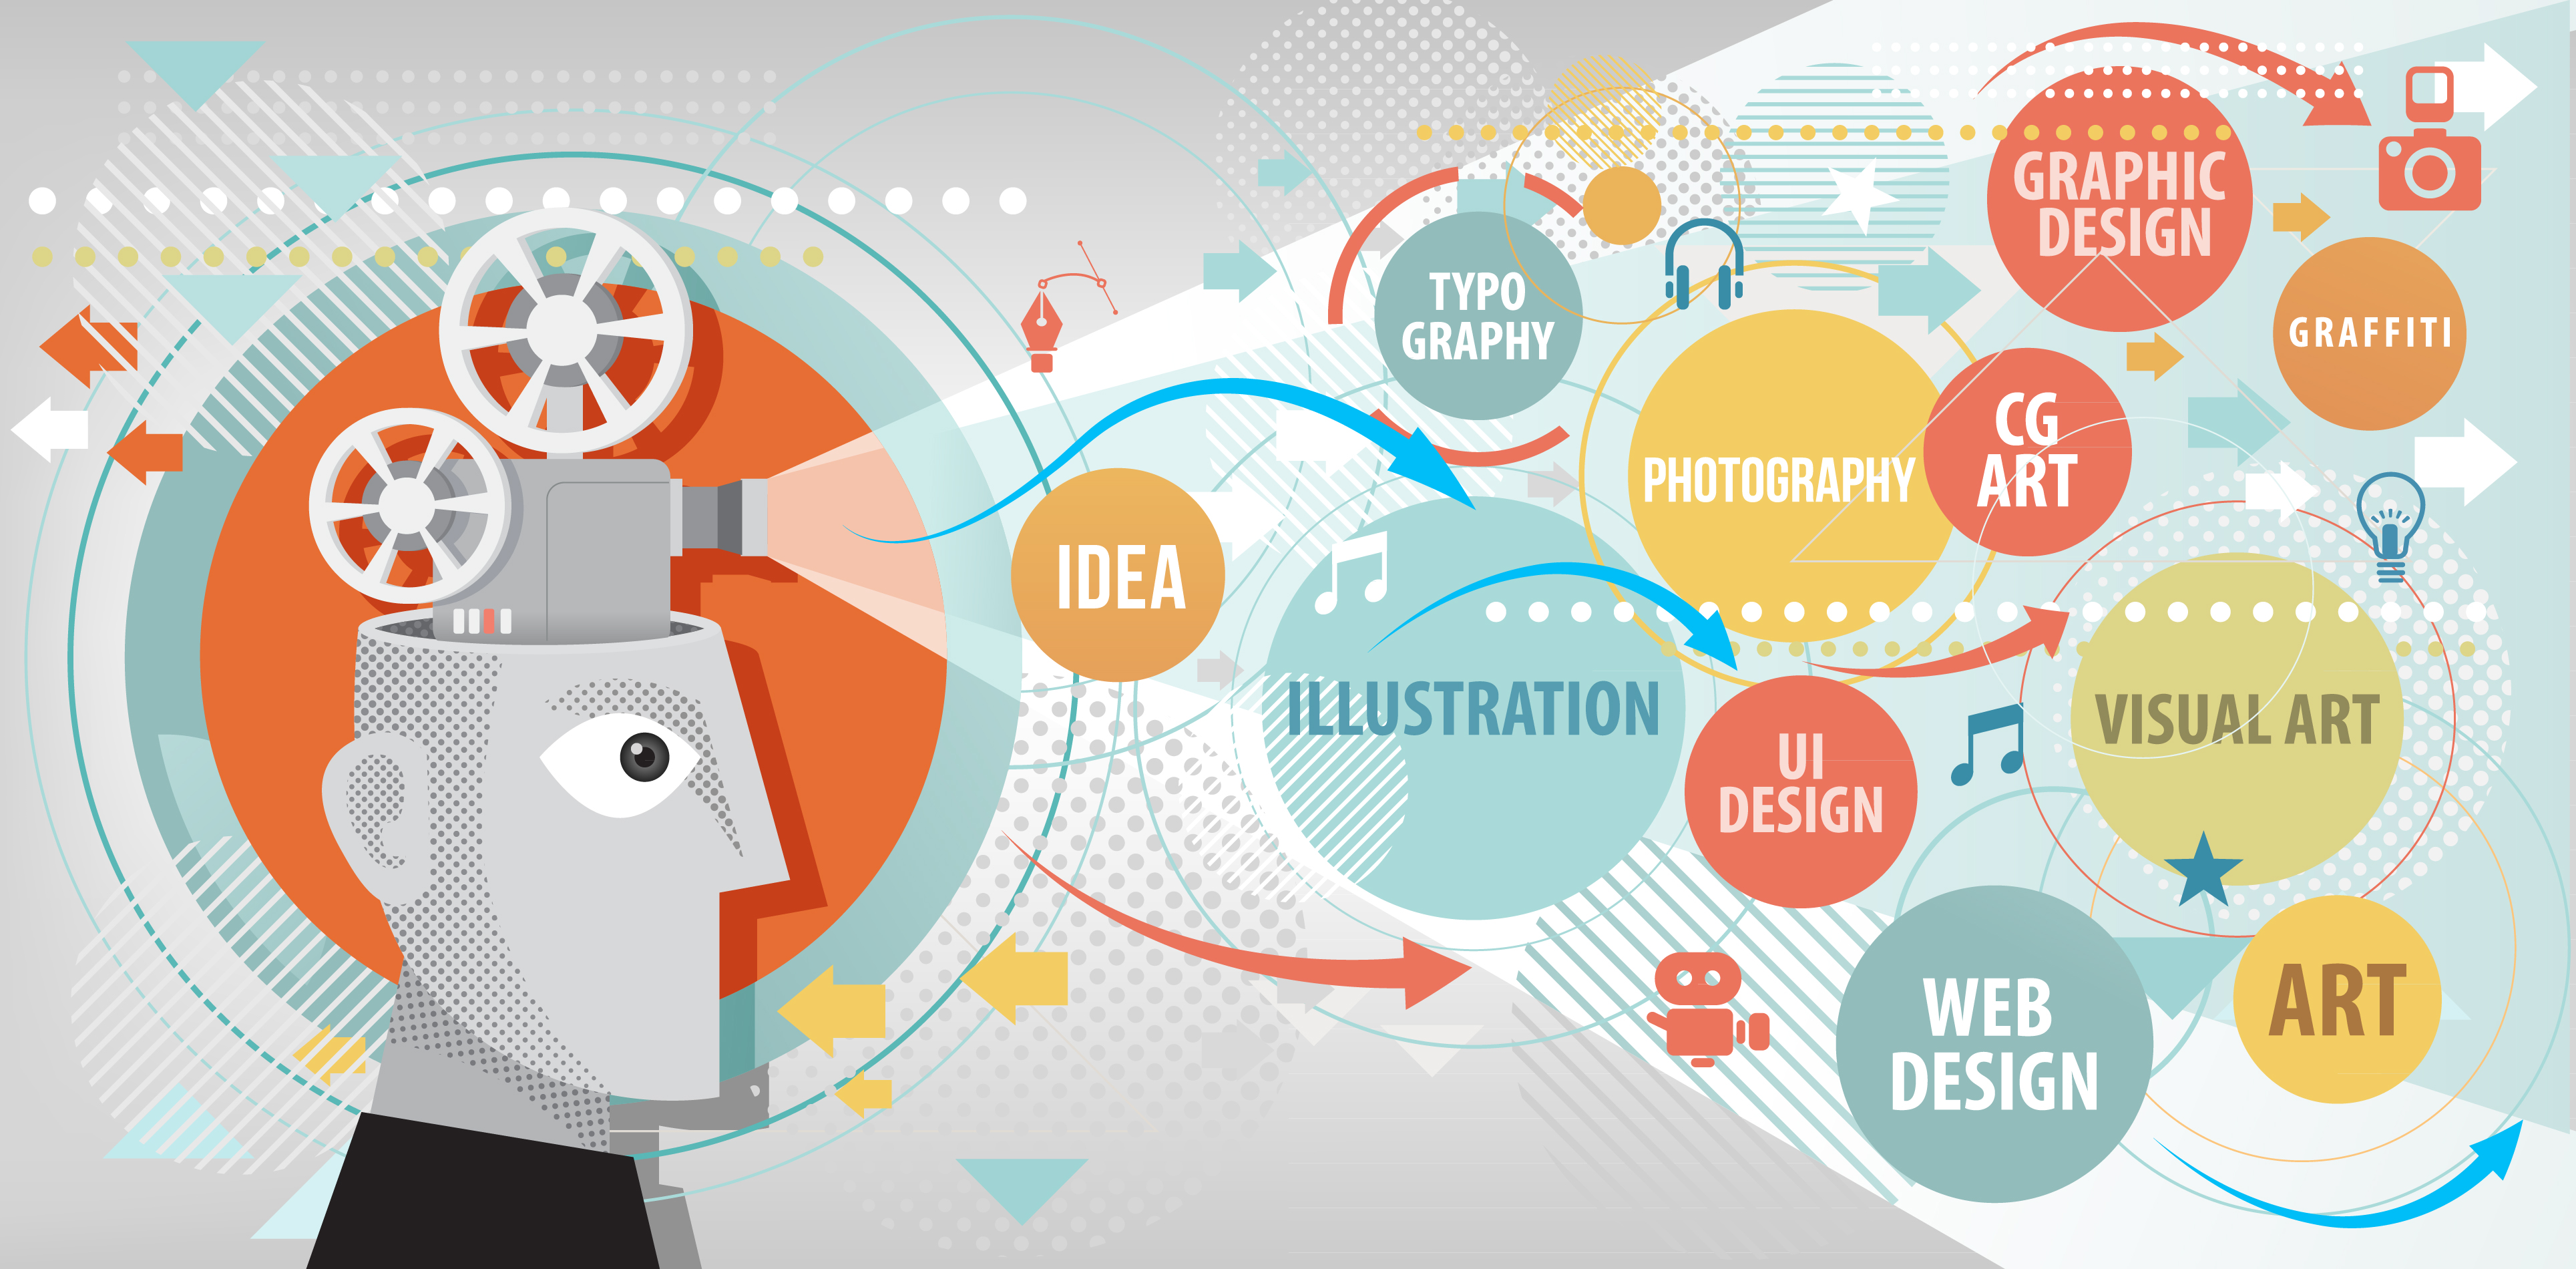 IDEA
TYPO
GRAPHY
ILLUSTRATION
PHOTOGRAPHY
CG
ART
GRAPHIC
DESIGN
GRAFFITI
UI
DESIGN
VISUAL ART
WEB
DESIGN
ART